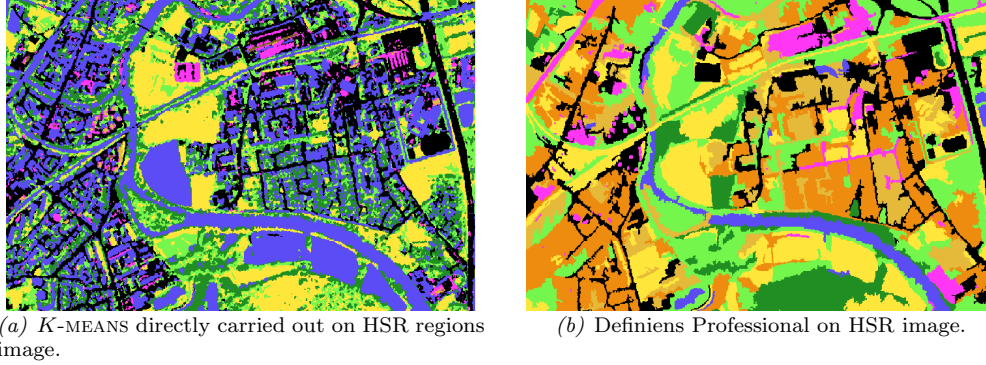 (a) K-MEANS directly carried out on HSR regions
image.
(b) Definiens Professional on HSR image.